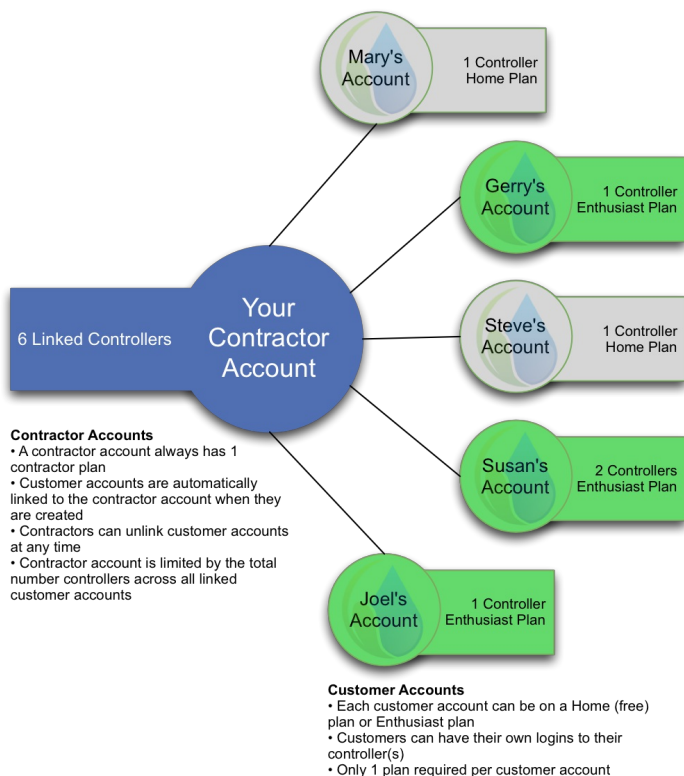 Mary's
Account
1 Controller
Home Plan
Gerry's
Account
1 Controller
Enthusiast Plan
6 Linked Controllers
Your
Contractor
Account
Steve's
Account
1 Controller
Home Plan
Contractor Accounts
• A contractor account always has 1
contractor plan
• Customer accounts are automatically
linked to the contractor account when they
are created
• Contractors can unlink customer accounts
at any time
• Contractor account is limited by the total
number controllers across all linked
customer accounts
Susan's
Account
2 Controllers
Enthusiast Plan
Joel's
Account
1 Controller
Enthusiast Plan
Customer Accounts
• Each customer account can be on a Home (free)
plan or Enthusiast plan
• Customers can have their own logins to their
controller(s)
• Only 1 plan required per customer account